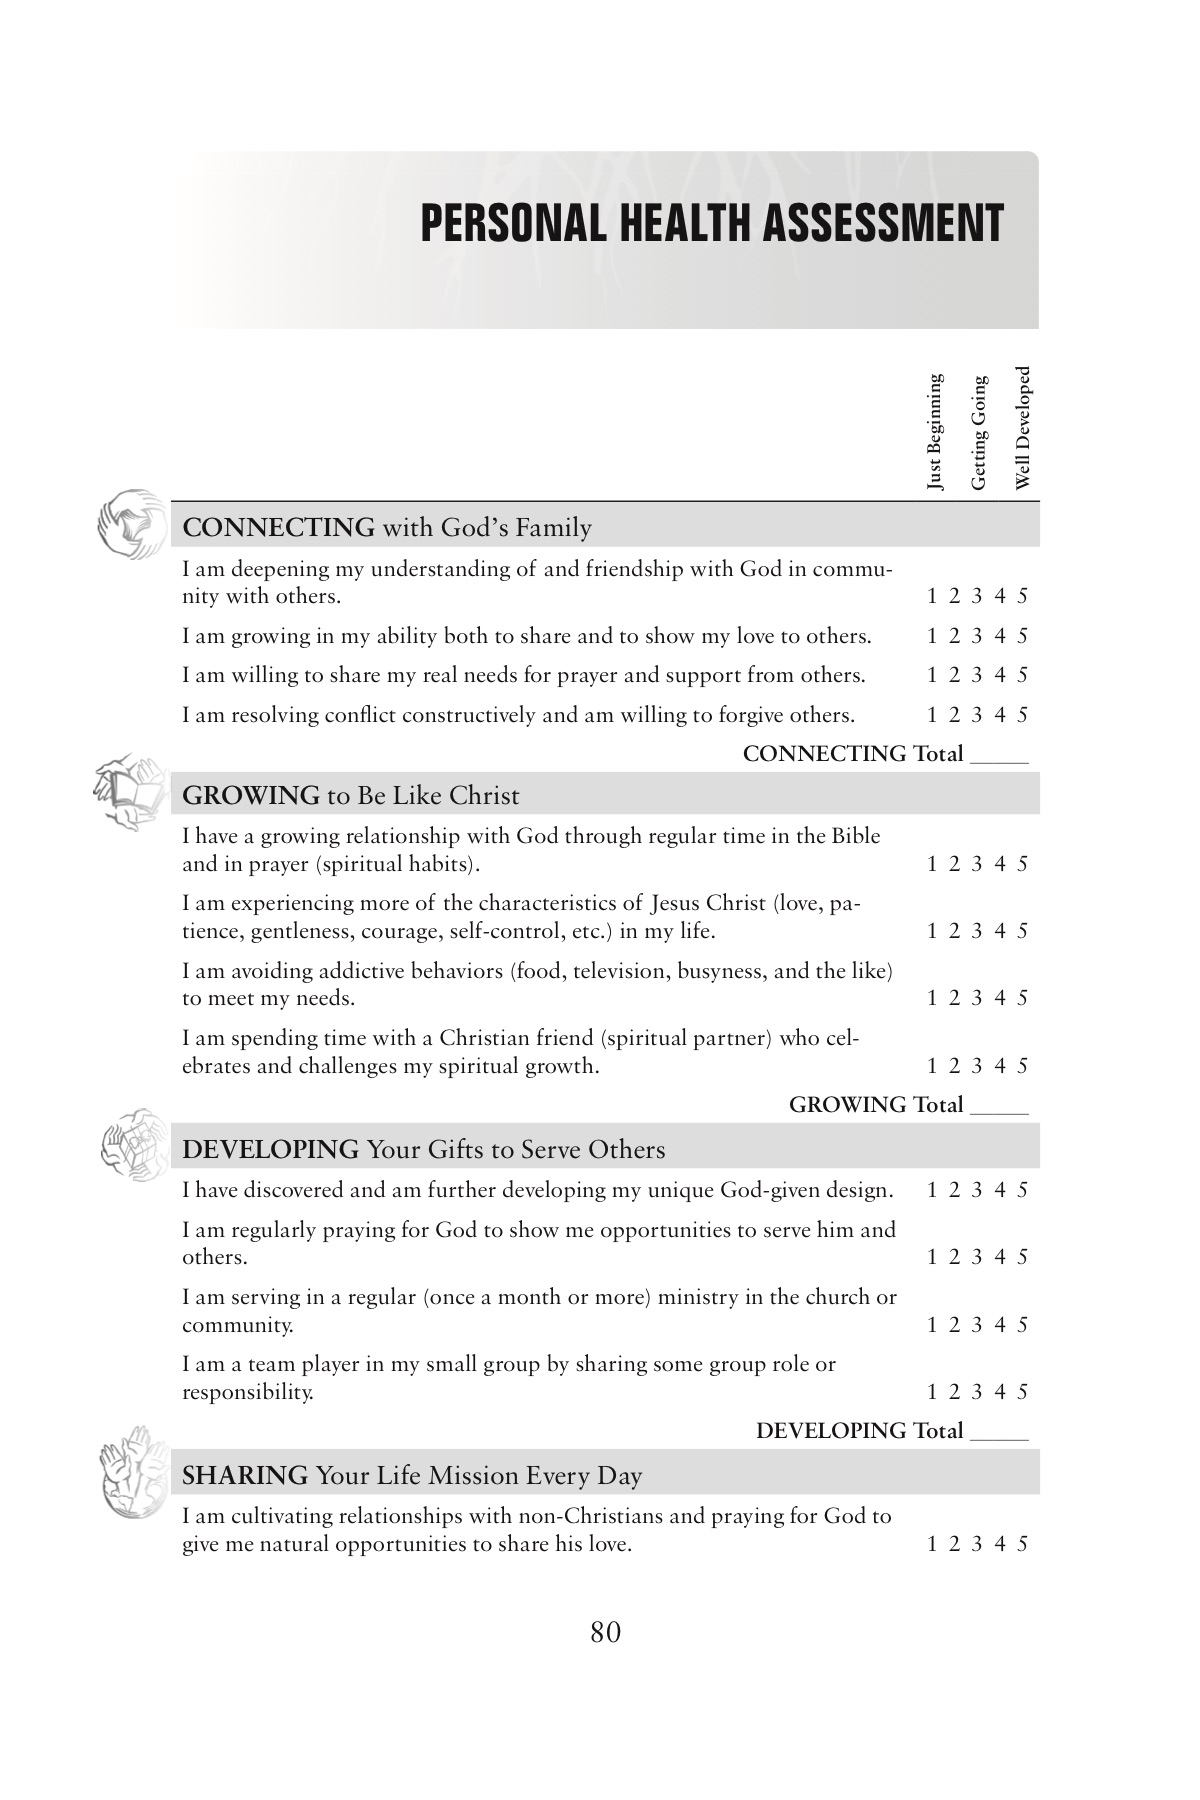 PERSONAL HEALTH ASSESSMENT
Just Beginning
Getting Going
Well Developed
CONNECTING with God’s Family
I am deepening my understanding of and friendship with God in commu-
nity with others. 1 2 3 4 5
I am growing in my ability both to share and to show my love to others. 1 2 3 4 5
I am willing to share my real needs for prayer and support from others. 1 2 3 4 5
I am resolving conflict constructively and am willing to forgive others. 1 2 3 4 5
CONNECTING Total _____
GROWING to Be Like Christ
I have a growing relationship with God through regular time in the Bible
and in prayer (spiritual habits). 1 2 3 4 5
I am experiencing more of the characteristics of Jesus Christ (love, pa-
tience, gentleness, courage, self-control, etc.) in my life. 1 2 3 4 5
I am avoiding addictive behaviors (food, television, busyness, and the like)
to meet my needs. 1 2 3 4 5
I am spending time with a Christian friend (spiritual partner) who cel-
ebrates and challenges my spiritual growth. 1 2 3 4 5
GROWING Total _____
DEVELOPING Your Gifts to Serve Others
I have discovered and am further developing my unique God-given design. 1 2 3 4 5
I am regularly praying for God to show me opportunities to serve him and
others. 1 2 3 4 5
I am serving in a regular (once a month or more) ministry in the church or
community. 1 2 3 4 5
I am a team player in my small group by sharing some group role or
responsibility. 1 2 3 4 5
DEVELOPING Total _____
SHARING Your Life Mission Every Day
I am cultivating relationships with non-Christians and praying for God to
give me natural opportunities to share his love. 1 2 3 4 5
80